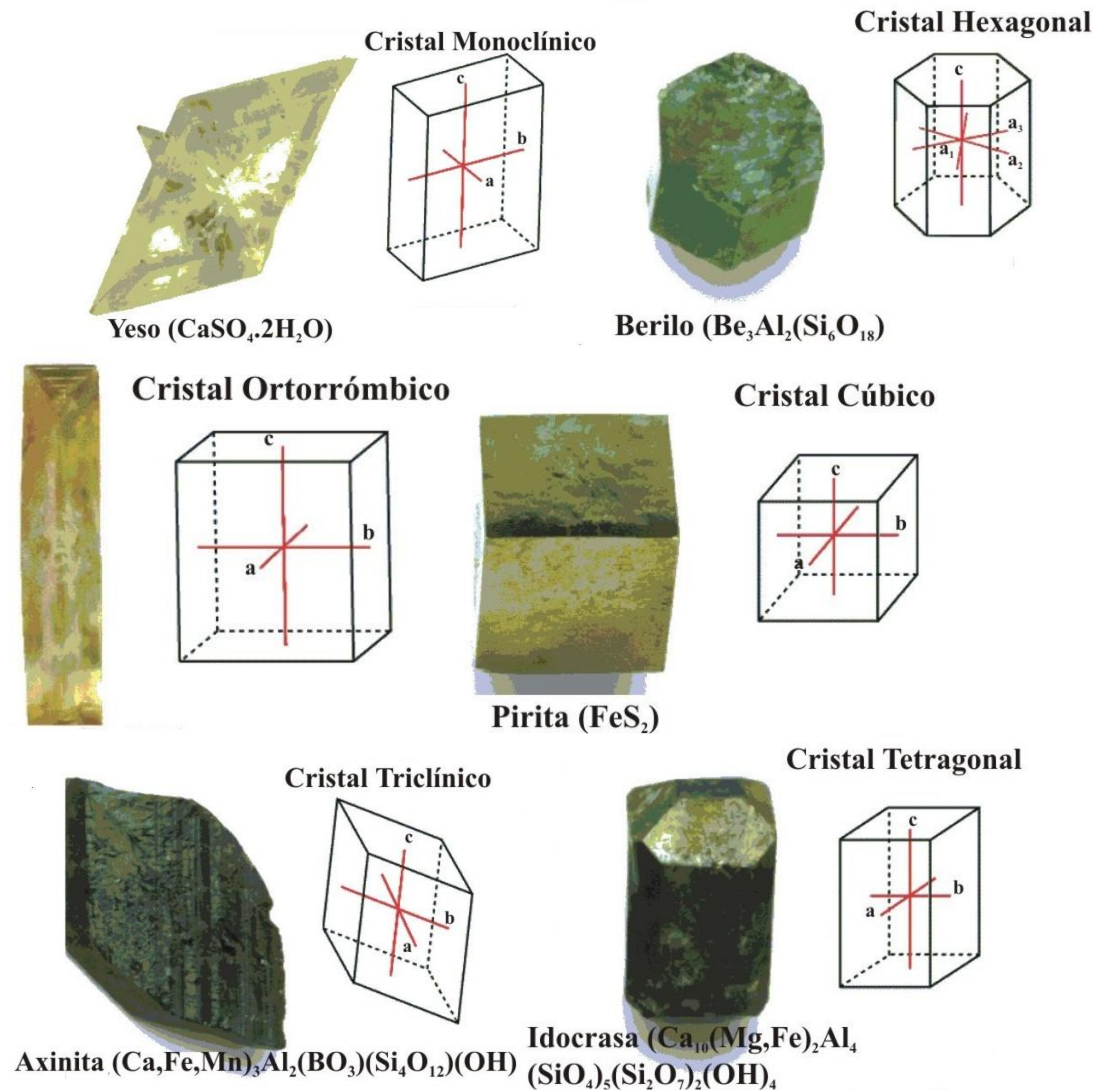 Cristal Monoclínico
c
b
a
Yeso (CaSO₄.2H₂O)
Cristal Hexagonal
c
a₃
a₁
a₂
Berilo (Be₃Al₂(Si₆O₁₈)
Cristal Ortorrómbico
c
b
a
Cristal Cúbico
c
b
a
Pirita (FeS₂)
Cristal Triclínico
c
b
a
Axinita (Ca,Fe,Mn)₃Al₂(BO₃)(Si₄O₁₂)(OH)
Cristal Tetragonal
c
b
a
Idocrasa (Ca₁₀(Mg,Fe)₂Al₄
(SiO₄)₅(Si₂O₇)₂(OH)₄